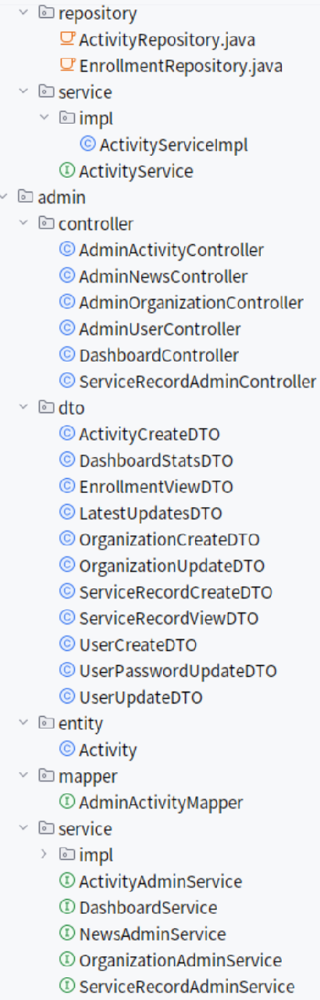 repository
ActivityRepository.java
EnrollmentRepository.java
service
impl
ActivityServiceImpl
ActivityService
admin
controller
AdminActivityController
AdminNewsController
AdminOrganizationController
AdminUserController
DashboardController
ServiceRecordAdminController
dto
ActivityCreateDTO
DashboardStatsDTO
EnrollmentViewDTO
LatestUpdatesDTO
OrganizationCreateDTO
OrganizationUpdateDTO
ServiceRecordCreateDTO
ServiceRecordViewDTO
UserCreateDTO
UserPasswordUpdateDTO
UserUpdateDTO
entity
Activity
mapper
AdminActivityMapper
service
impl
ActivityAdminService
DashboardService
NewsAdminService
OrganizationAdminService
ServiceRecordAdminService